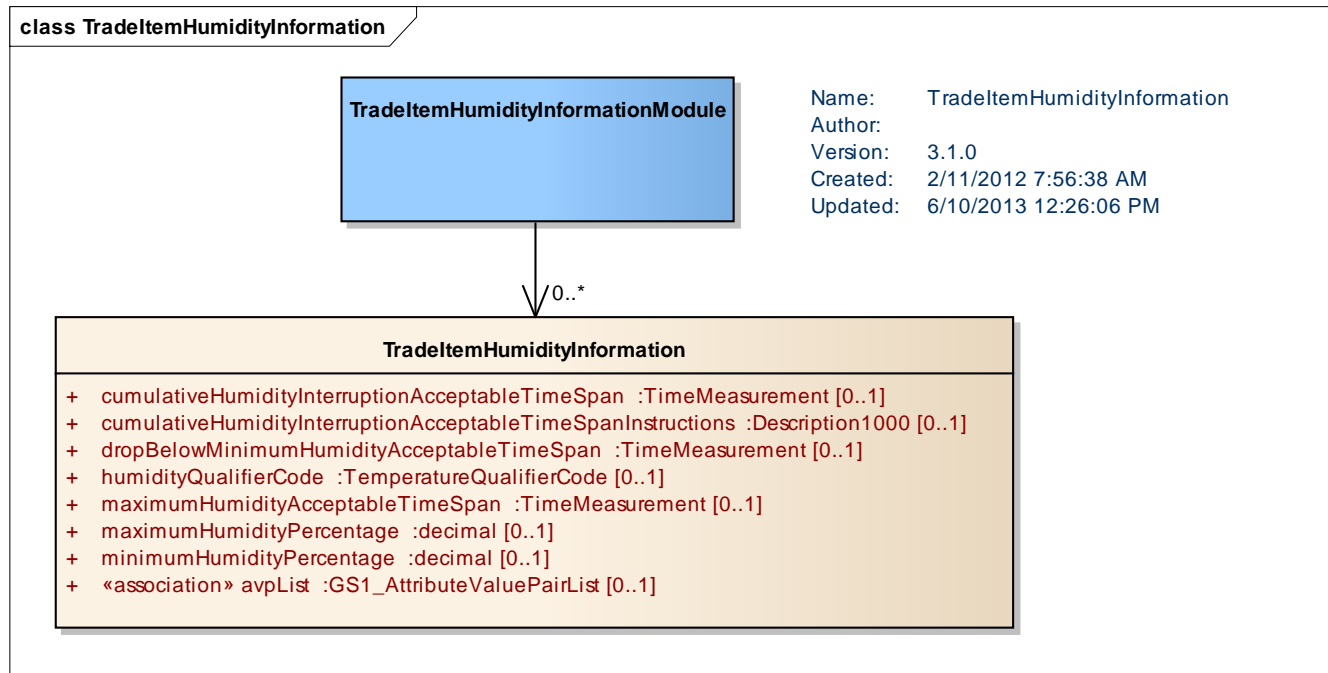 class TradeItemHumidityInformation
TradeItemHumidityInformationModule
Name: TradeItemHumidityInformation
Author:
Version: 3.1.0
Created: 2/11/2012 7:56:38 AM
Updated: 6/10/2013 12:26:06 PM
0..*
TradeItemHumidityInformation
+ cumulativeHumidityInterruptionAcceptableTimeSpan :TimeMeasurement [0..1]
+ cumulativeHumidityInterruptionAcceptableTimeSpanInstructions :Description1000 [0..1]
+ dropBelowMinimumHumidityAcceptableTimeSpan :TimeMeasurement [0..1]
+ humidityQualifierCode :TemperatureQualifierCode [0..1]
+ maximumHumidityAcceptableTimeSpan :TimeMeasurement [0..1]
+ maximumHumidityPercentage :decimal [0..1]
+ minimumHumidityPercentage :decimal [0..1]
+ «association» avpList :GS1_AttributeValuePairList [0..1]